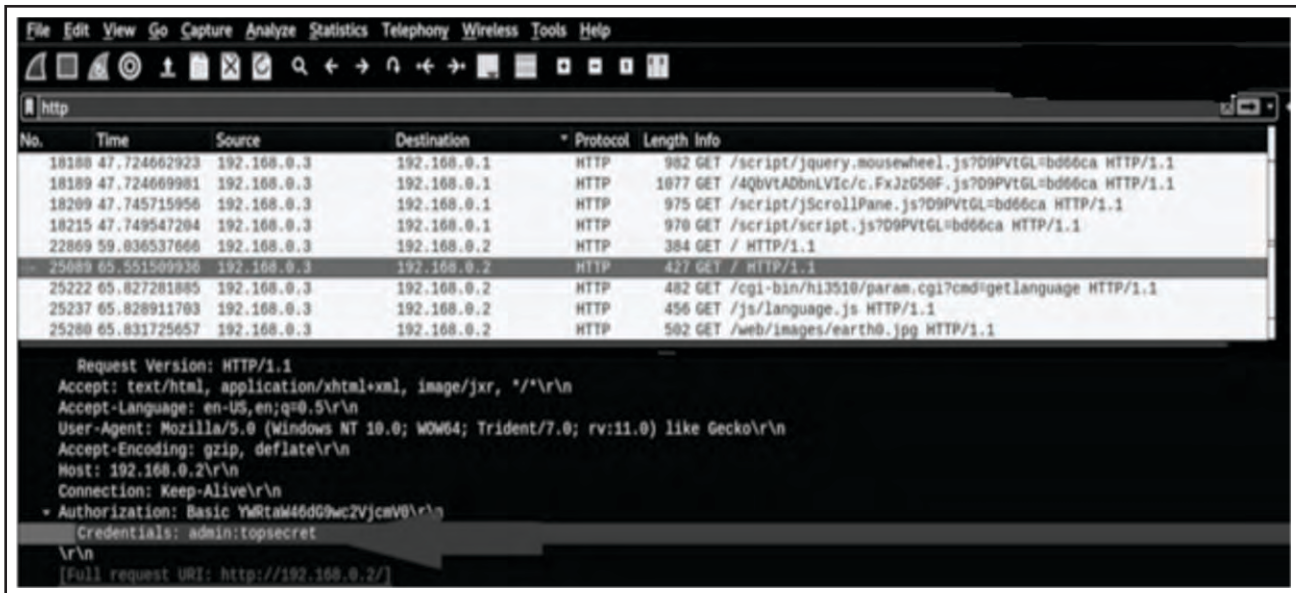 File Edit View Go Capture Analyze Statistics Telephony Wireless Tools Help
http
No. Time Source Destination Protocol Length Info
18188 47.724662923 192.168.0.3 192.168.0.1 HTTP 982 GET /script/jquery.mousewheel.js?D9PVtGL=bd66ca HTTP/1.1
18189 47.724669981 192.168.0.3 192.168.0.1 HTTP 1077 GET /4QbVtADbnLVIc/c.FxJzG50F.js?D9PVtGL=bd66ca HTTP/1.1
18209 47.745715956 192.168.0.3 192.168.0.1 HTTP 975 GET /script/jScrollPane.js?D9PVtGL=bd66ca HTTP/1.1
18215 47.749547204 192.168.0.3 192.168.0.1 HTTP 970 GET /script/script.js?D9PVtGL=bd66ca HTTP/1.1
22869 59.036537666 192.168.0.3 192.168.0.2 HTTP 384 GET / HTTP/1.1
25089 65.551509936 192.168.0.3 192.168.0.2 HTTP 427 GET / HTTP/1.1
25222 65.827281885 192.168.0.3 192.168.0.2 HTTP 482 GET /cgi-bin/hi3510/param.cgi?cmd=getlanguage HTTP/1.1
25237 65.828911703 192.168.0.3 192.168.0.2 HTTP 456 GET /js/language.js HTTP/1.1
25280 65.831725657 192.168.0.3 192.168.0.2 HTTP 502 GET /web/images/earth0.jpg HTTP/1.1
Request Version: HTTP/1.1
Accept: text/html, application/xhtml+xml, image/jxr, */*\r\n
Accept-Language: en-US,en;q=0.5\r\n
User-Agent: Mozilla/5.0 (Windows NT 10.0; WOW64; Trident/7.0; rv:11.0) like Gecko\r\n
Accept-Encoding: gzip, deflate\r\n
Host: 192.168.0.2\r\n
Connection: Keep-Alive\r\n
Authorization: Basic YWRtaW46dG9wc2VjcmV0\r\n
Credentials: admin:topsecret
\r\n
[Full request URI: http://192.168.0.2/]